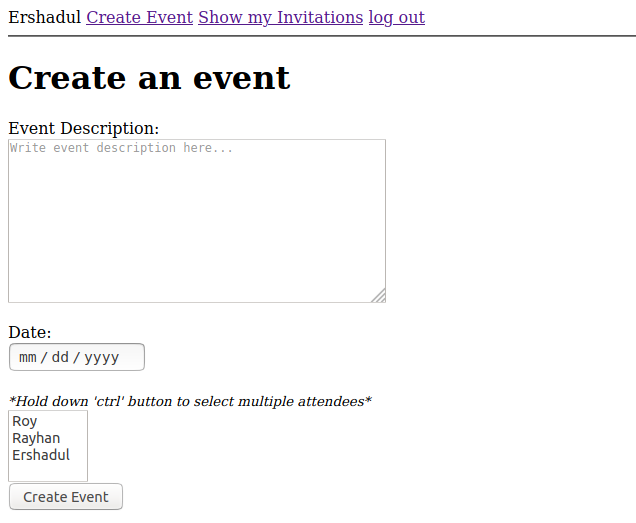 Ershadul Create Event Show my Invitations log out
Create an event
Event Description:
Write event description here...
Date:
mm / dd / yyyy
*Hold down 'ctrl' button to select multiple attendees*
Roy
Rayhan
Ershadul
Create Event